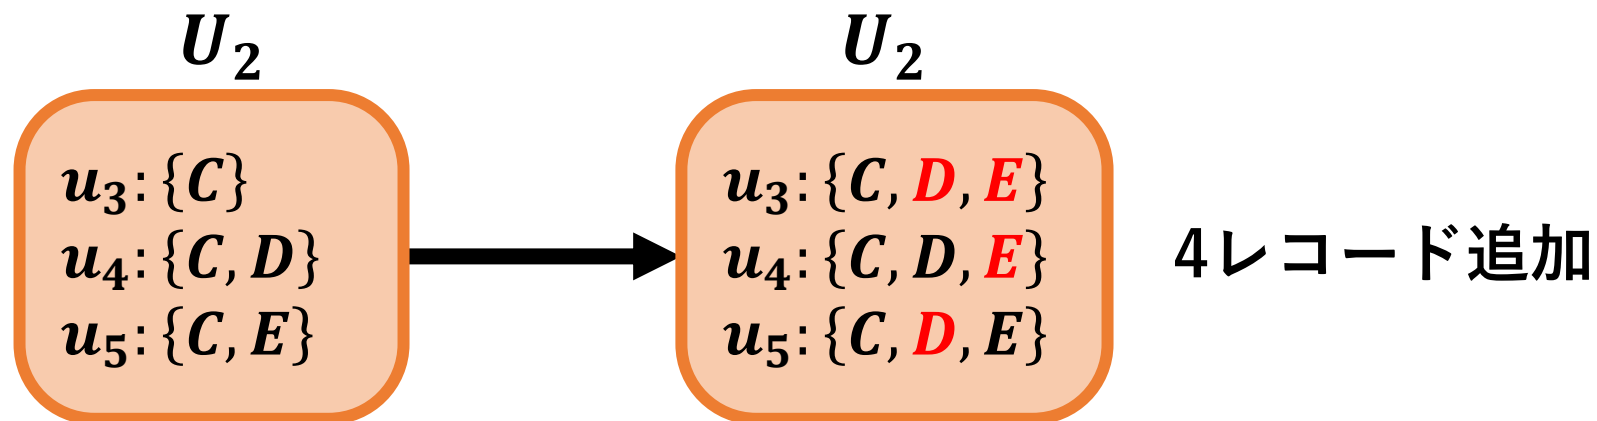 U₂
u₃: {C}
u₄: {C, D}
u₅: {C, E}
U₂
u₃: {C, D, E}
u₄: {C, D, E}
u₅: {C, D, E}
4レコード追加